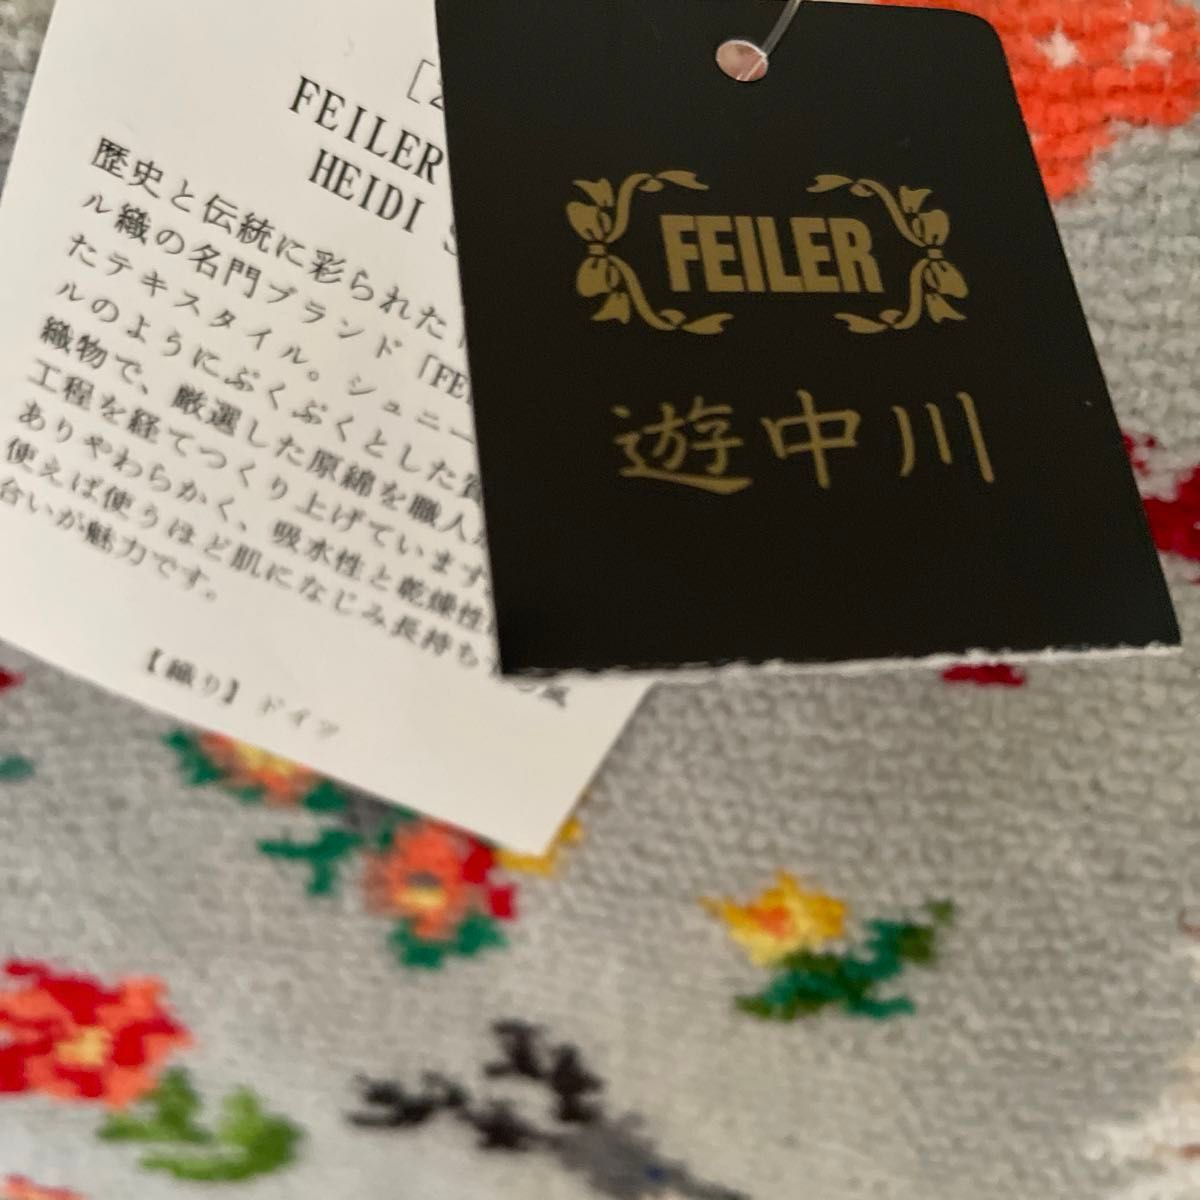 FEILER
HEIDI
歴史と伝統に彩られた
ル織の名門ブランド「FE
たテキスタイル。シュニー
ルのようにぷくぷくとした
織物で、厳選した原綿を職人
工程を経てつくり上げています
ありやわらかく、吸水性と乾燥性
使えば使うほど肌になじみ長持ち
合いが魅力です。
【織り】ドイツ
FEILER
遊中川